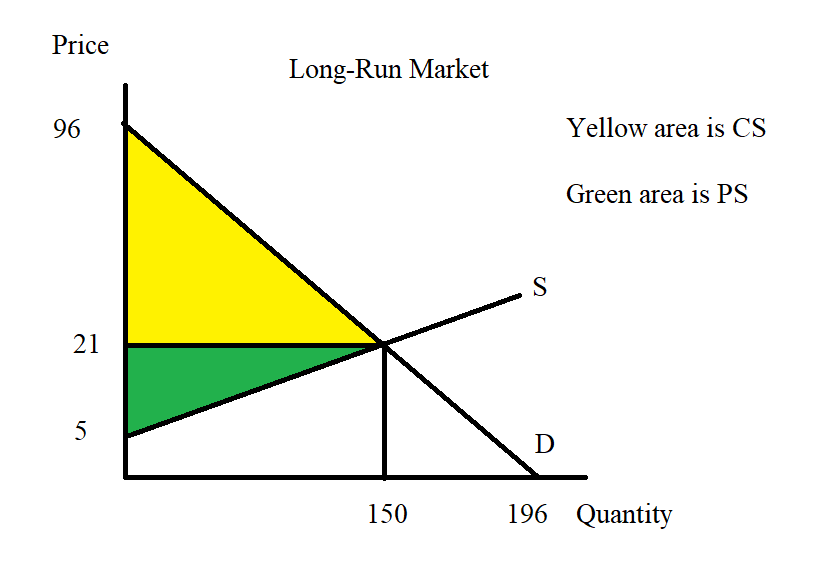 Price
Long-Run Market
96
Yellow area is CS
Green area is PS
S
21
5
D
150
196
Quantity